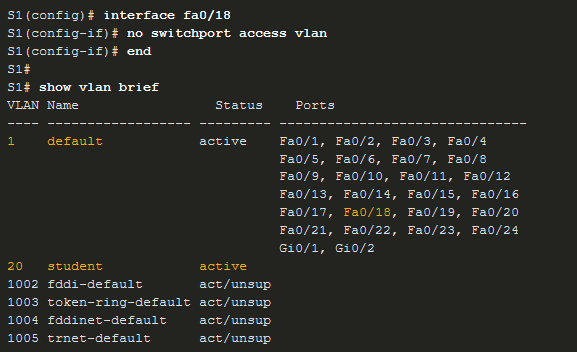 S1(config)# interface fa0/18
S1(config-if)# no switchport access vlan
S1(config-if)# end
S1#
S1# show vlan brief
VLAN Name                  Status    Ports
---- ------------------ --------- -------------------------------
1    default            active    Fa0/1, Fa0/2, Fa0/3, Fa0/4
                                  Fa0/5, Fa0/6, Fa0/7, Fa0/8
                                  Fa0/9, Fa0/10, Fa0/11, Fa0/12
                                  Fa0/13, Fa0/14, Fa0/15, Fa0/16
                                  Fa0/17, Fa0/18, Fa0/19, Fa0/20
                                  Fa0/21, Fa0/22, Fa0/23, Fa0/24
                                  Gi0/1, Gi0/2
20   student            active
1002 fddi-default       act/unsup
1003 token-ring-default act/unsup
1004 fddinet-default    act/unsup
1005 trnet-default      act/unsup